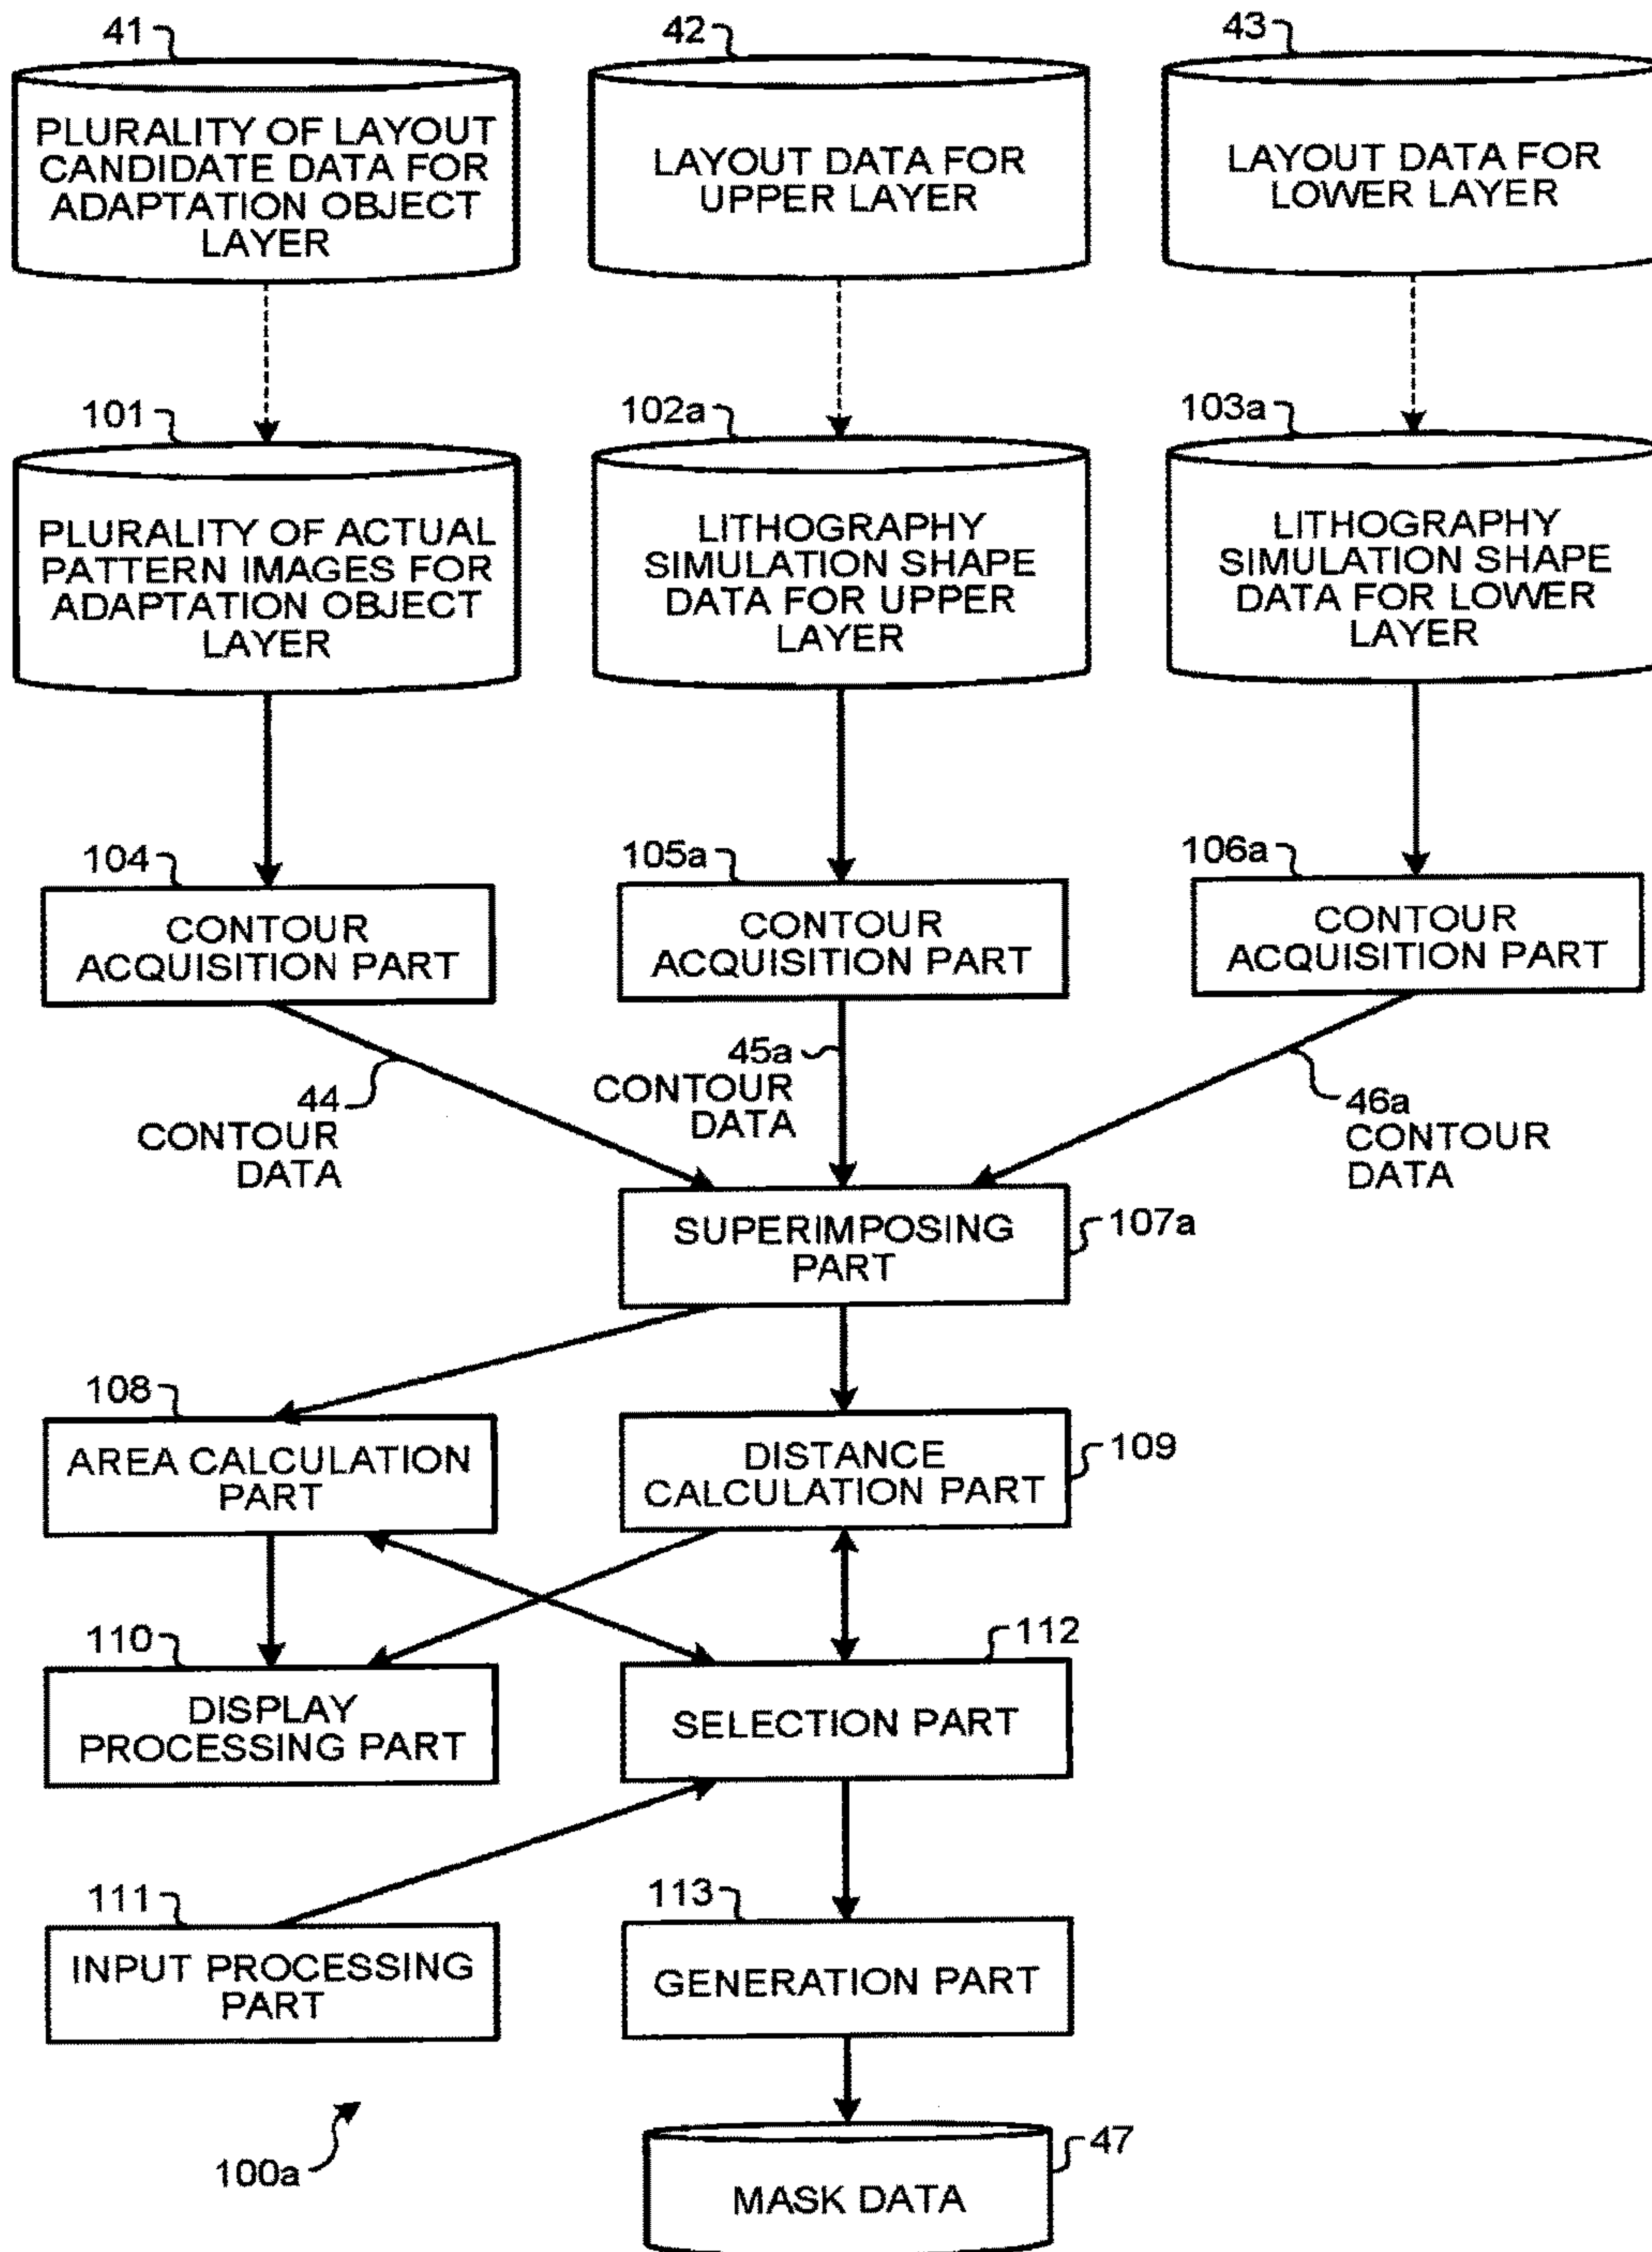 41
42
43
PLURALITY OF LAYOUT
CANDIDATE DATA FOR
ADAPTATION OBJECT
LAYER
LAYOUT DATA FOR
UPPER LAYER
LAYOUT DATA FOR
LOWER LAYER
101
102a
103a
PLURALITY OF ACTUAL
PATTERN IMAGES FOR
ADAPTATION OBJECT
LAYER
LITHOGRAPHY
SIMULATION SHAPE
DATA FOR UPPER
LAYER
LITHOGRAPHY
SIMULATION SHAPE
DATA FOR LOWER
LAYER
104
105a
106a
CONTOUR
ACQUISITION PART
CONTOUR
ACQUISITION PART
CONTOUR
ACQUISITION PART
44
CONTOUR
DATA
45a
CONTOUR
DATA
46a
CONTOUR
DATA
SUPERIMPOSING
PART
107a
108
AREA CALCULATION
PART
DISTANCE
CALCULATION PART
109
110
112
DISPLAY
PROCESSING PART
SELECTION PART
111
113
INPUT PROCESSING
PART
GENERATION PART
100a
47
MASK DATA